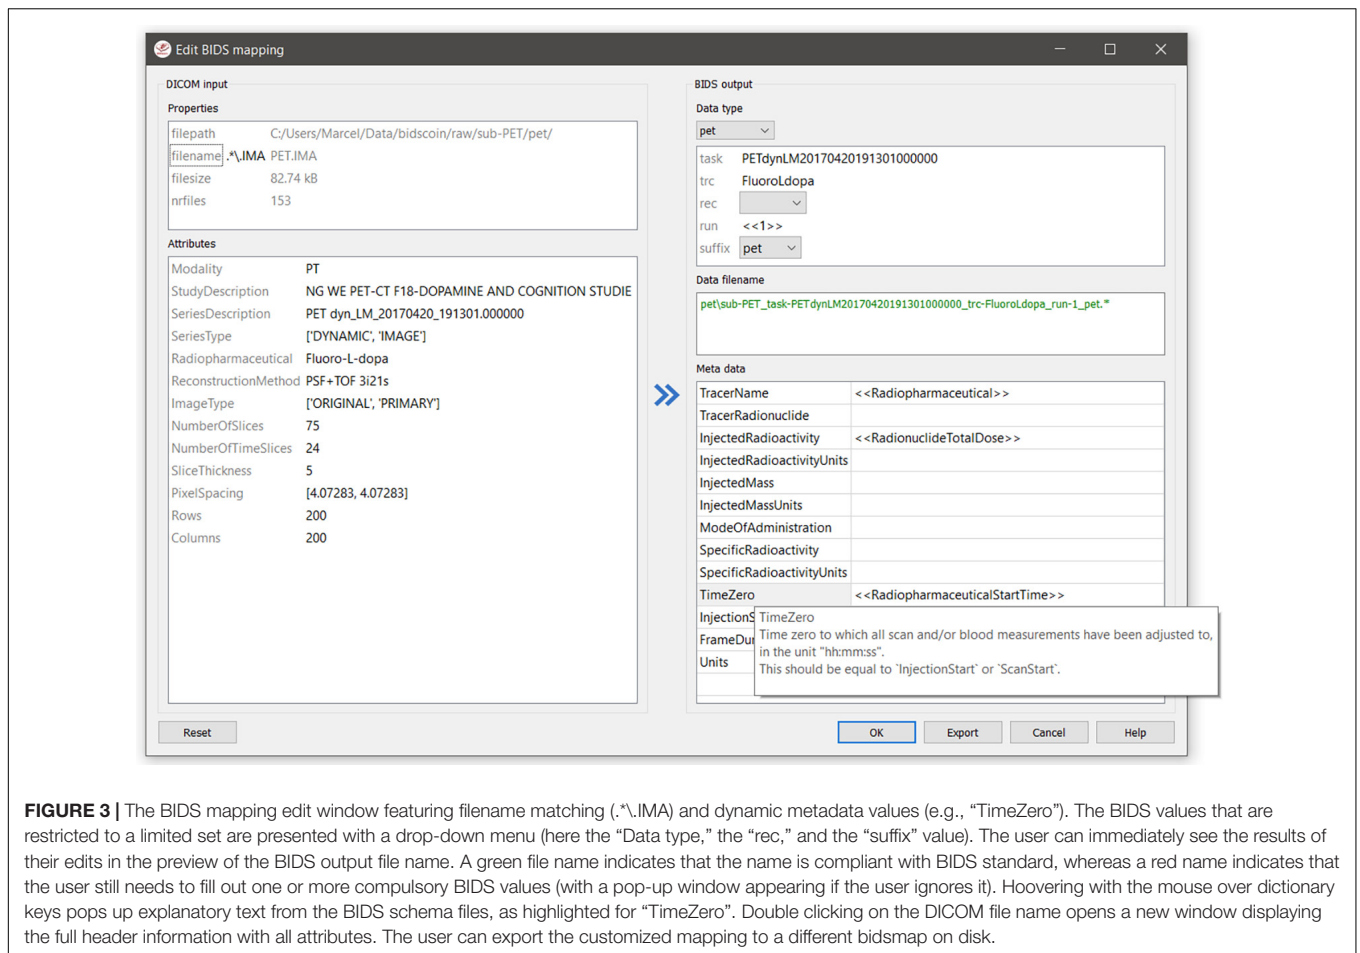 Edit BIDS mapping
DICOM input
Properties
filepath C:/Users/Marcel/Data/bidscoin/raw/sub-PET/pet/
filename .*\.IMA PET.IMA
filesize 82.74 kB
nrfiles 153
Attributes
Modality PT
StudyDescription NG WE PET-CT F18-DOPAMINE AND COGNITION STUDIE
SeriesDescription PET dyn_LM_20170420_191301.000000
SeriesType ['DYNAMIC', 'IMAGE']
Radiopharmaceutical Fluoro-L-dopa
ReconstructionMethod PSF+TOF 3i21s
ImageType ['ORIGINAL', 'PRIMARY']
NumberOfSlices 75
NumberOfTimeSlices 24
SliceThickness 5
PixelSpacing [4.07283, 4.07283]
Rows 200
Columns 200
Reset
BIDS output
Data type
pet
task PETdynLM20170420191301000000
trc FluoroLdopa
rec
run <<1>>
suffix pet
Data filename
pet\sub-PET_task-PETdynLM20170420191301000000_trc-FluoroLdopa_run-1_pet.*
Meta data
TracerName <<Radiopharmaceutical>>
TracerRadionuclide
InjectedRadioactivity <<RadionuclideTotalDose>>
InjectedRadioactivityUnits
InjectedMass
InjectedMassUnits
ModeOfAdministration
SpecificRadioactivity
SpecificRadioactivityUnits
TimeZero <<RadiopharmaceuticalStartTime>>
InjectionS
FrameDur
Units
TimeZero
Time zero to which all scan and/or blood measurements have been adjusted to,
in the unit "hh:mm:ss".
This should be equal to `InjectionStart` or `ScanStart`.
OK Export Cancel Help
FIGURE 3 | The BIDS mapping edit window featuring filename matching (.*\.IMA) and dynamic metadata values (e.g., “TimeZero”). The BIDS values that are
restricted to a limited set are presented with a drop-down menu (here the “Data type,” the “rec,” and the “suffix” value). The user can immediately see the results of
their edits in the preview of the BIDS output file name. A green file name indicates that the name is compliant with BIDS standard, whereas a red name indicates that
the user still needs to fill out one or more compulsory BIDS values (with a pop-up window appearing if the user ignores it). Hoovering with the mouse over dictionary
keys pops up explanatory text from the BIDS schema files, as highlighted for “TimeZero”. Double clicking on the DICOM file name opens a new window displaying
the full header information with all attributes. The user can export the customized mapping to a different bidsmap on disk.